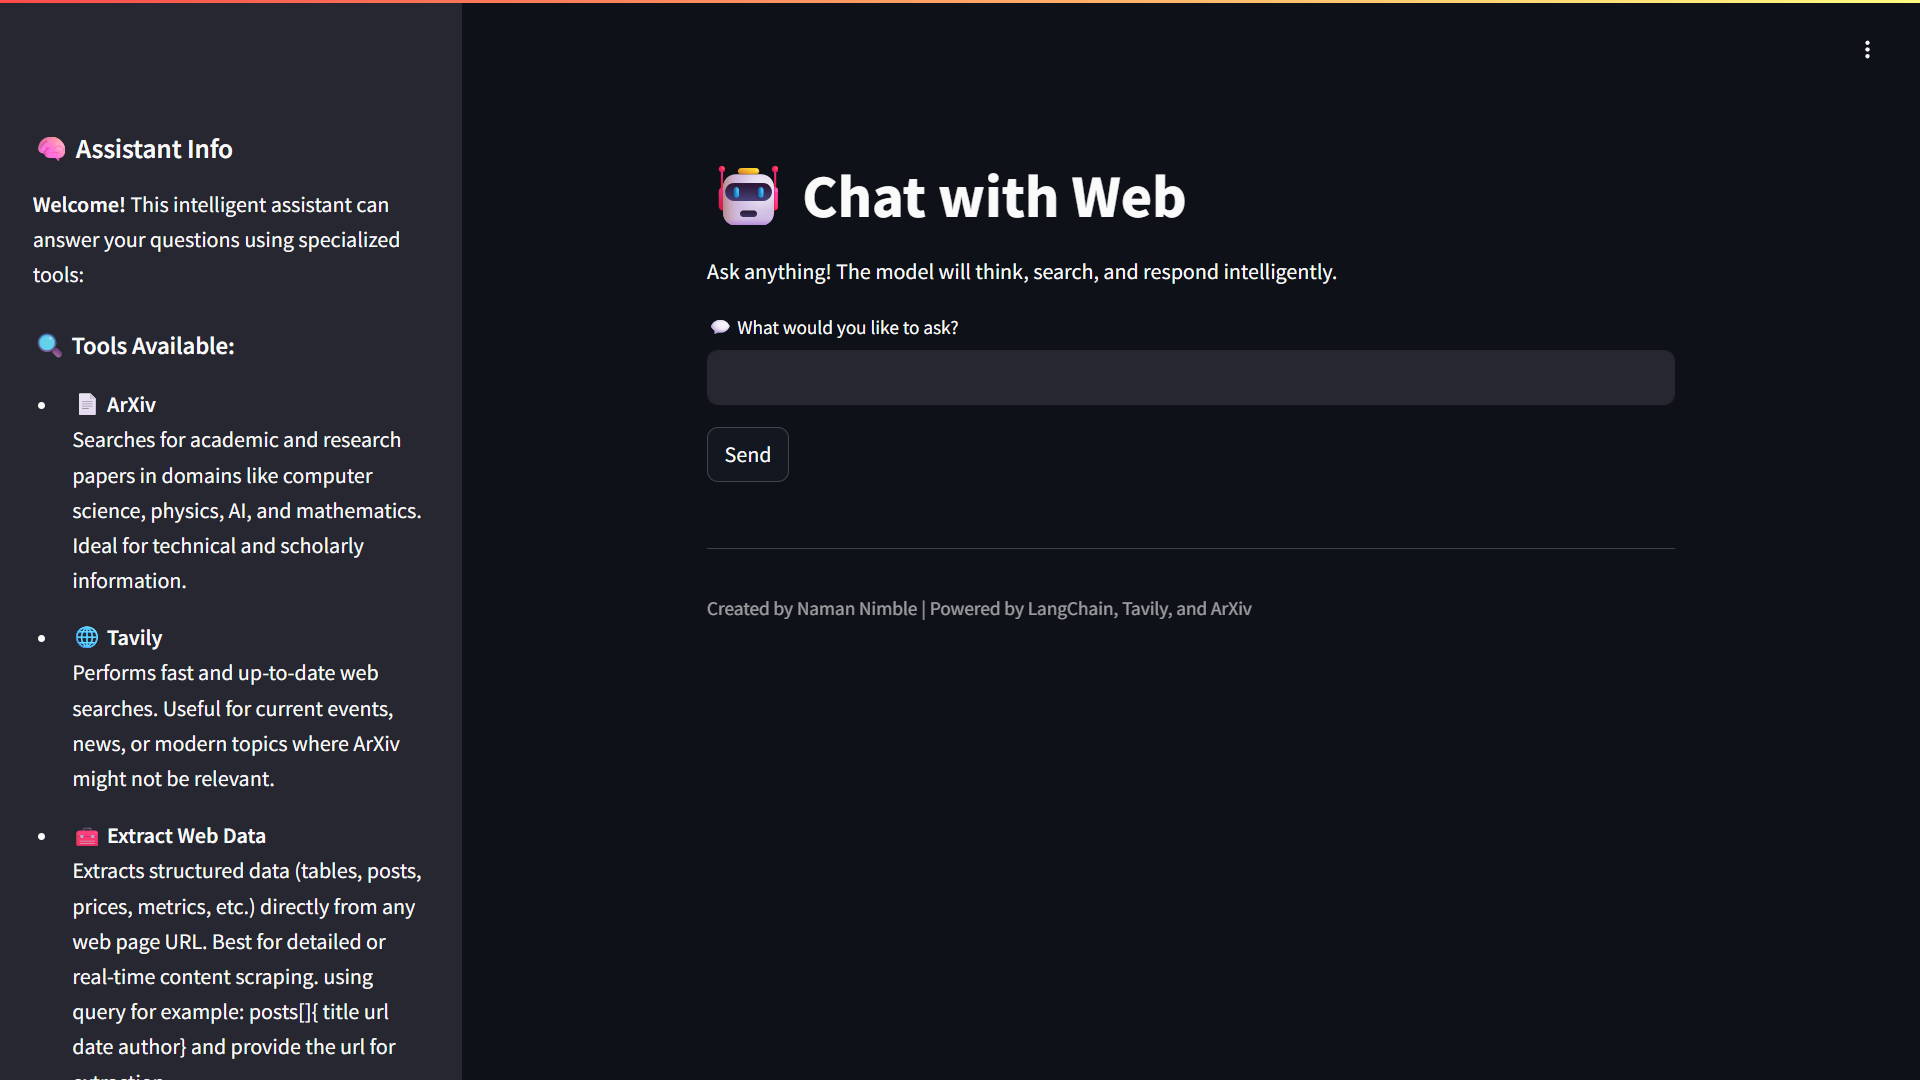 Assistant Info
Welcome! This intelligent assistant can
answer your questions using specialized
tools:
Tools Available:
ArXiv
Searches for academic and research
papers in domains like computer
science, physics, AI, and mathematics.
Ideal for technical and scholarly
information.
Tavily
Performs fast and up-to-date web
searches. Useful for current events,
news, or modern topics where ArXiv
might not be relevant.
Extract Web Data
Extracts structured data (tables, posts,
prices, metrics, etc.) directly from any
web page URL. Best for detailed or
real-time content scraping. using
query for example: posts[]{ title url
date author} and provide the url for
Chat with Web
Ask anything! The model will think, search, and respond intelligently.
What would you like to ask?
Send
Created by Naman Nimble | Powered by LangChain, Tavily, and ArXiv